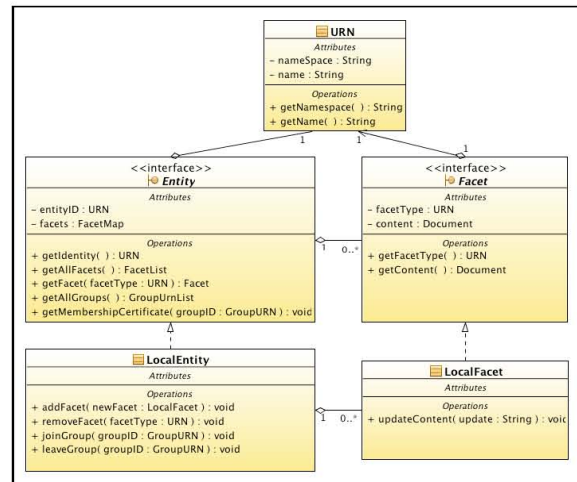 URN
Attributes
- nameSpace : String
- name : String
Operations
+ getNamespace( ) : String
+ getName( ) : String
1
1
1
<<interface>>
Entity
Attributes
- entityID : URN
- facets : FacetMap
Operations
+ getIdentity( ) : URN
+ getAllFacets( ) : FacetList
+ getFacet( facetType : URN ) : Facet
+ getAllGroups( ) : GroupUrnList
+ getMembershipCertificate( groupID : GroupURN ) : void
1
0..*
<<interface>>
Facet
Attributes
- facetType : URN
- content : Document
Operations
+ getFacetType( ) : URN
+ getContent( ) : Document
LocalEntity
Attributes
Operations
+ addFacet( newFacet : LocalFacet ) : void
+ removeFacet( facetType : URN ) : void
+ joinGroup( groupID : GroupURN ) : void
+ leaveGroup( groupID : GroupURN ) : void
1
0..*
LocalFacet
Attributes
Operations
+ updateContent( update : String ) : void